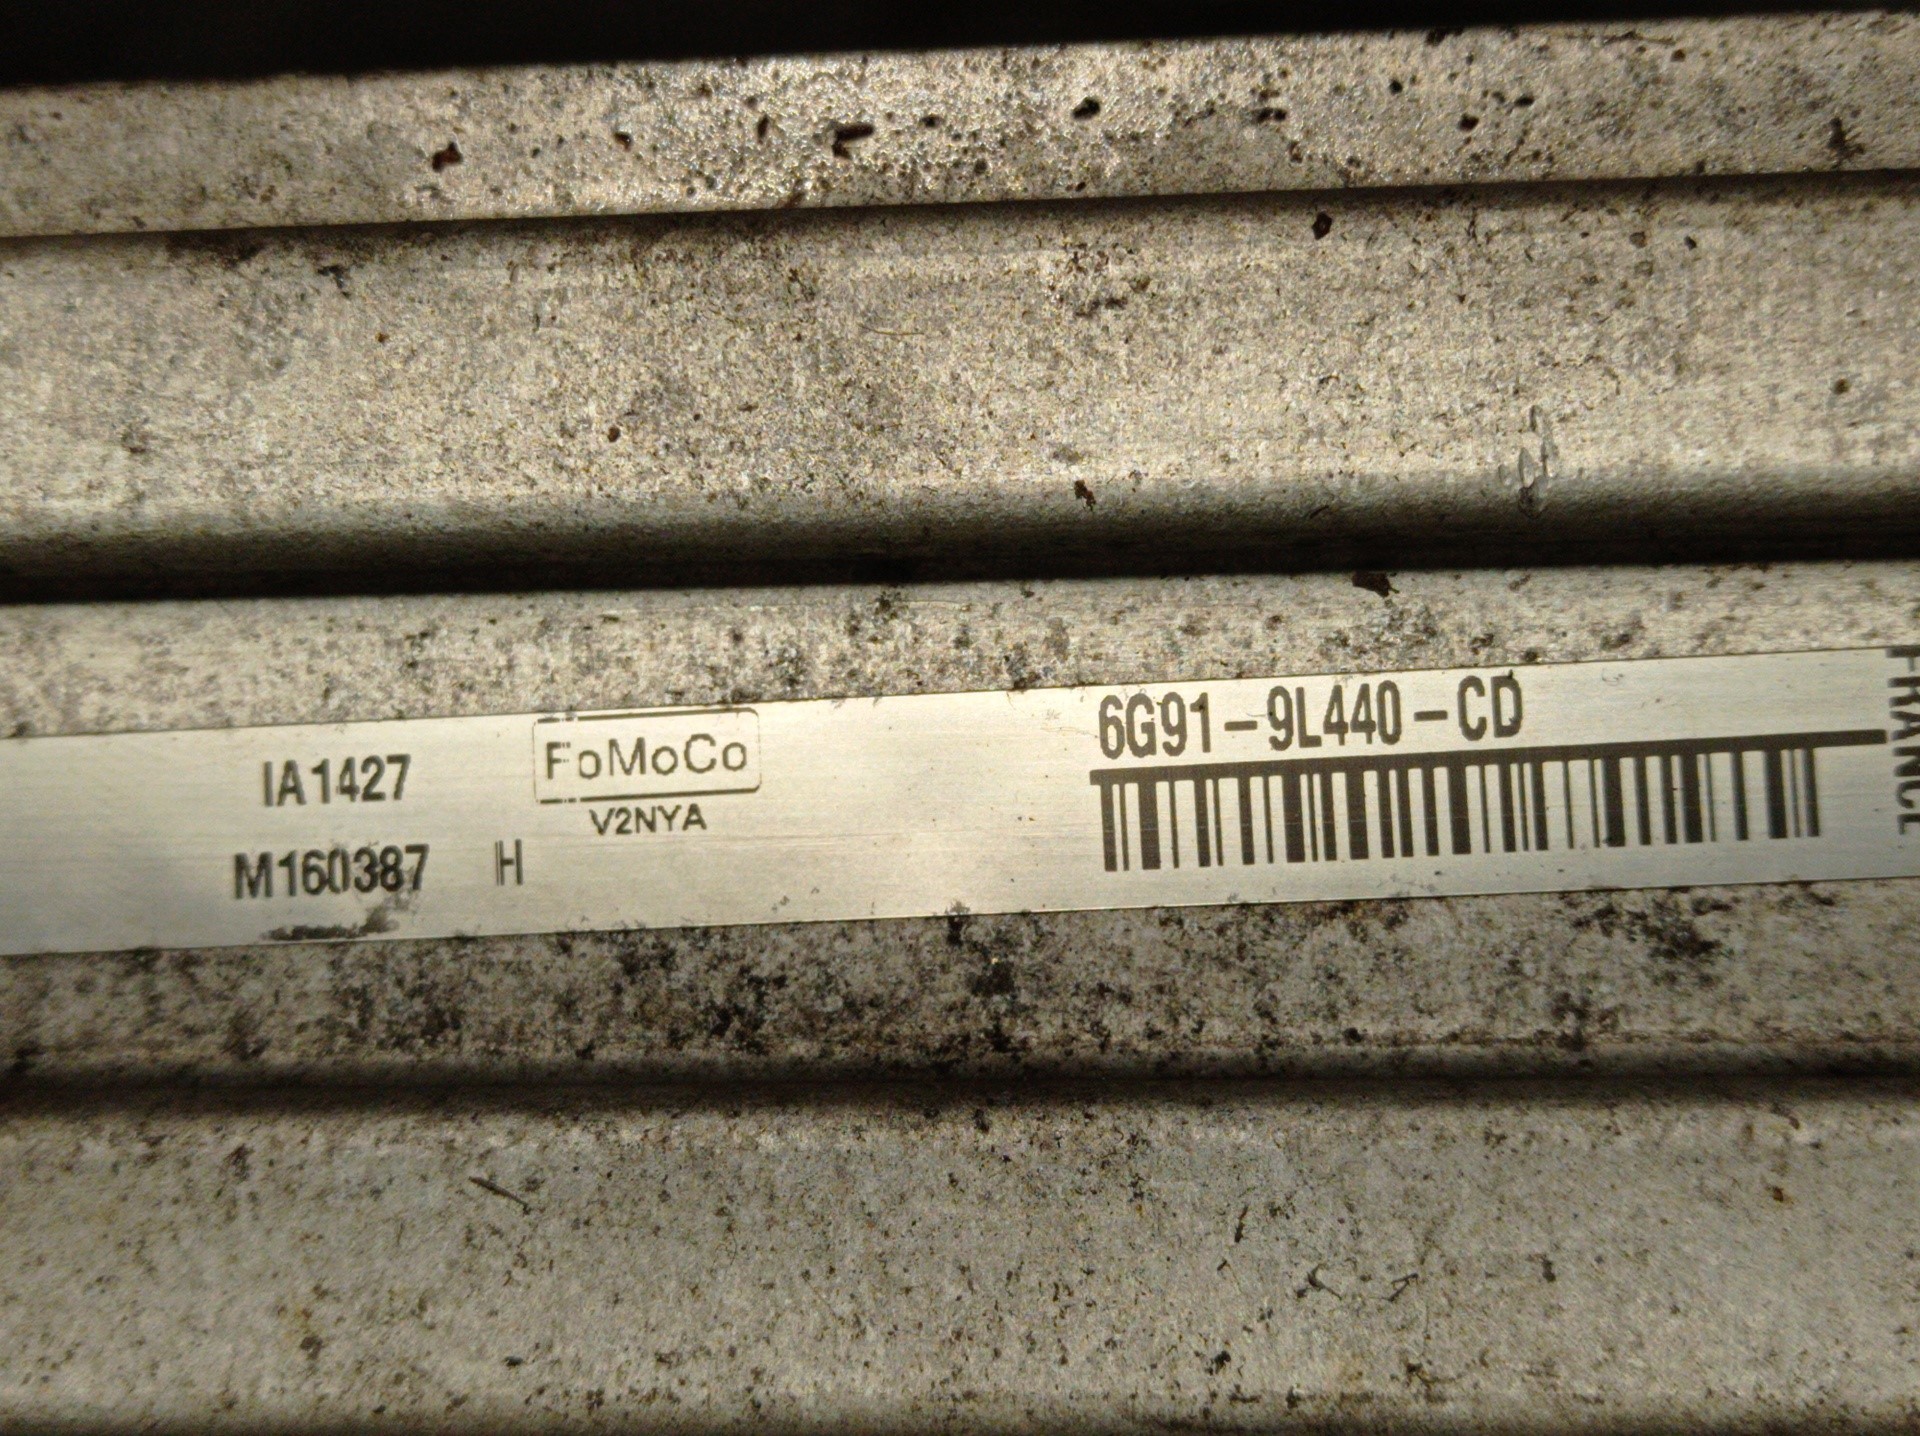 6G91-9L440-CD
IA1427
FoMoCo
V2NYA
M160387 H
FRANCE